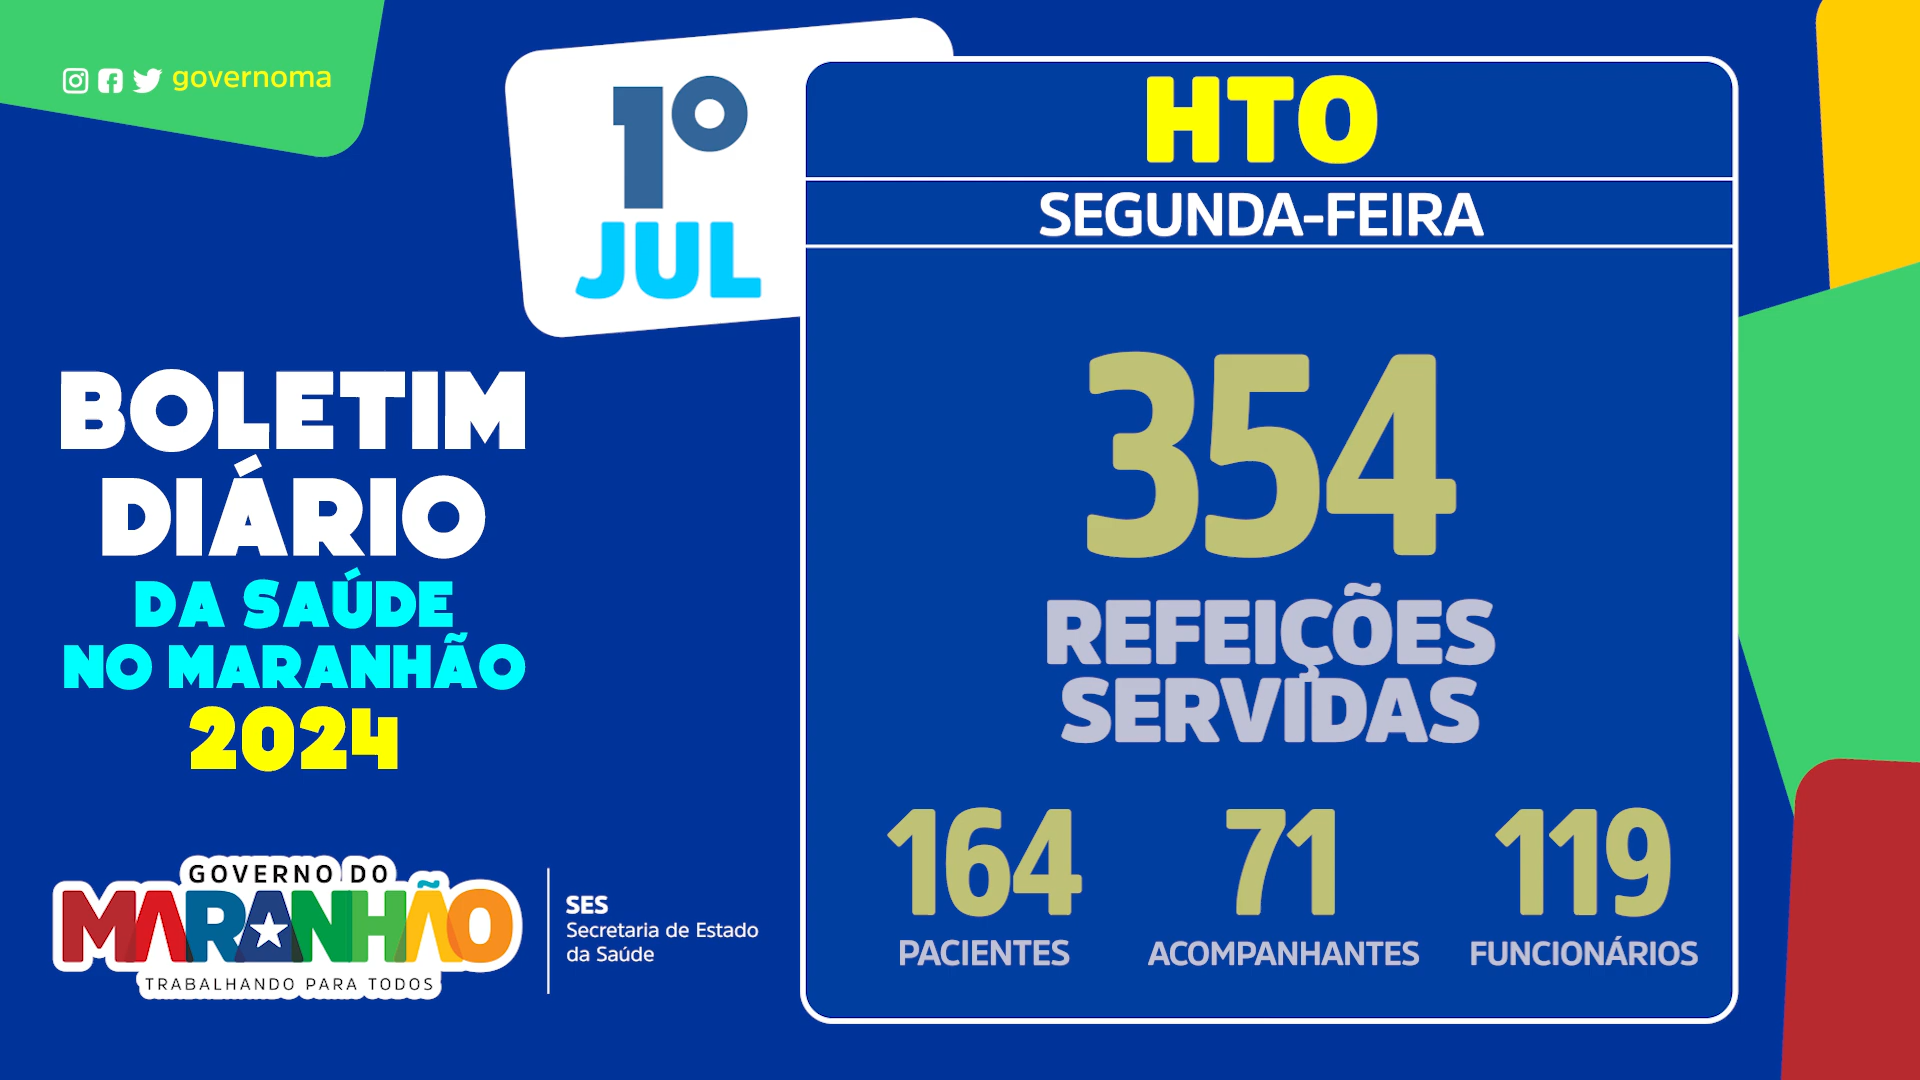 governoma
1º
JUL
BOLETIM
DIÁRIO
DA SAÚDE
NO MARANHÃO
2024
GOVERNO DO
MARANHÃO
TRABALHANDO PARA TODOS
SES
Secretaria de Estado
da Saúde
HTO
SEGUNDA-FEIRA
354
REFEIÇÕES
SERVIDAS
164
PACIENTES
71
ACOMPANHANTES
119
FUNCIONÁRIOS